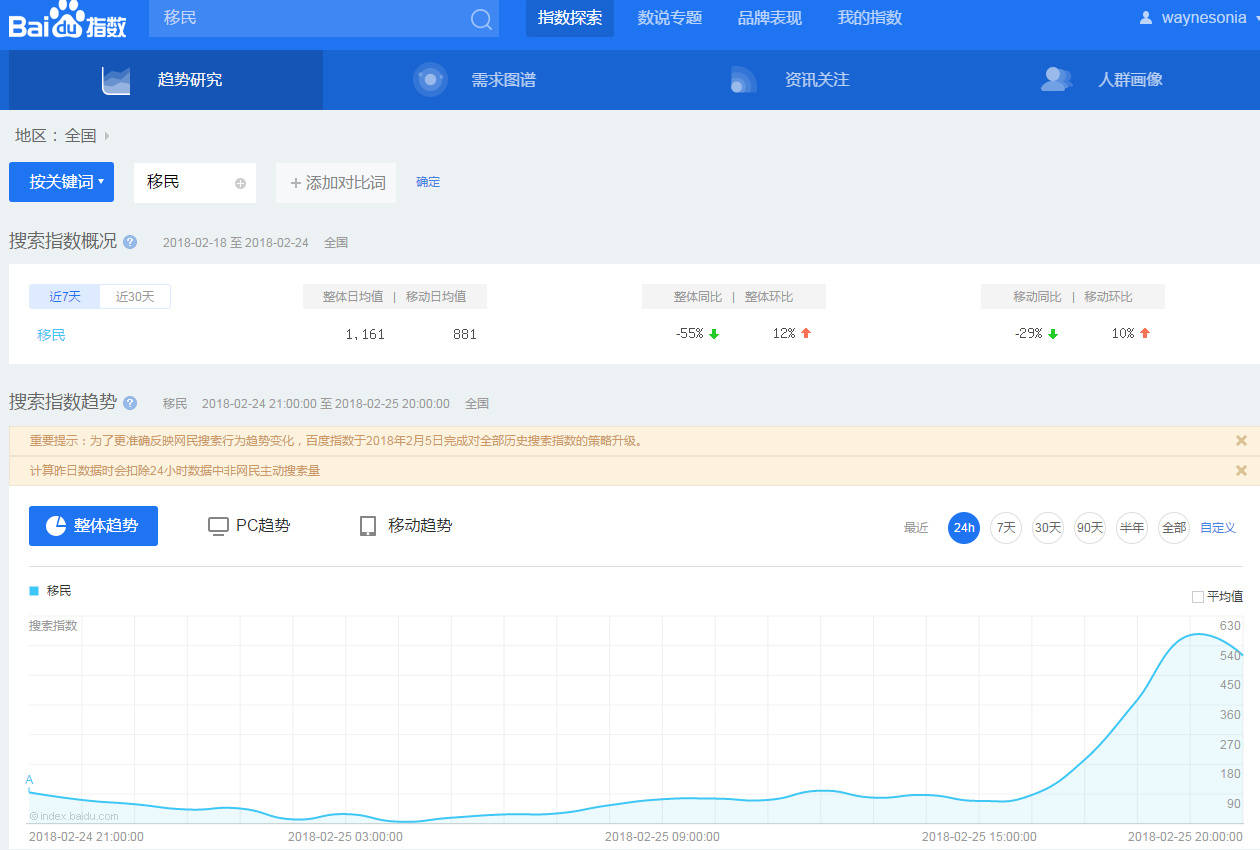 Bai du 指数 移民 指数探索 数说专题 品牌表现 我的指数 waynesonia
趋势研究 需求图谱 资讯关注 人群画像
地区： 全国
按关键词 移民 +添加对比词 确定
搜索指数概况 ? 2018-02-18 至 2018-02-24 全国
近7天 近30天 整体日均值 | 移动日均值 整体同比 | 整体环比 移动同比 | 移动环比
移民 1,161 881 -55% 12% -29% 10%
搜索指数趋势 ? 移民 2018-02-24 21:00:00 至 2018-02-25 20:00:00 全国
重要提示：为了更准确反映网民搜索行为趋势变化，百度指数于2018年2月5日完成对全部历史搜索指数的策略升级。
计算昨日数据时会扣除24小时数据中非网民主动搜索量
整体趋势 PC趋势 移动趋势 最近 24h 7天 30天 90天 半年 全部 自定义
移民
平均值
搜索指数
630
540
450
360
270
180
A
90
©index.baidu.com
2018-02-24 21:00:00 2018-02-25 03:00:00 2018-02-25 09:00:00 2018-02-25 15:00:00 2018-02-25 20:00:00